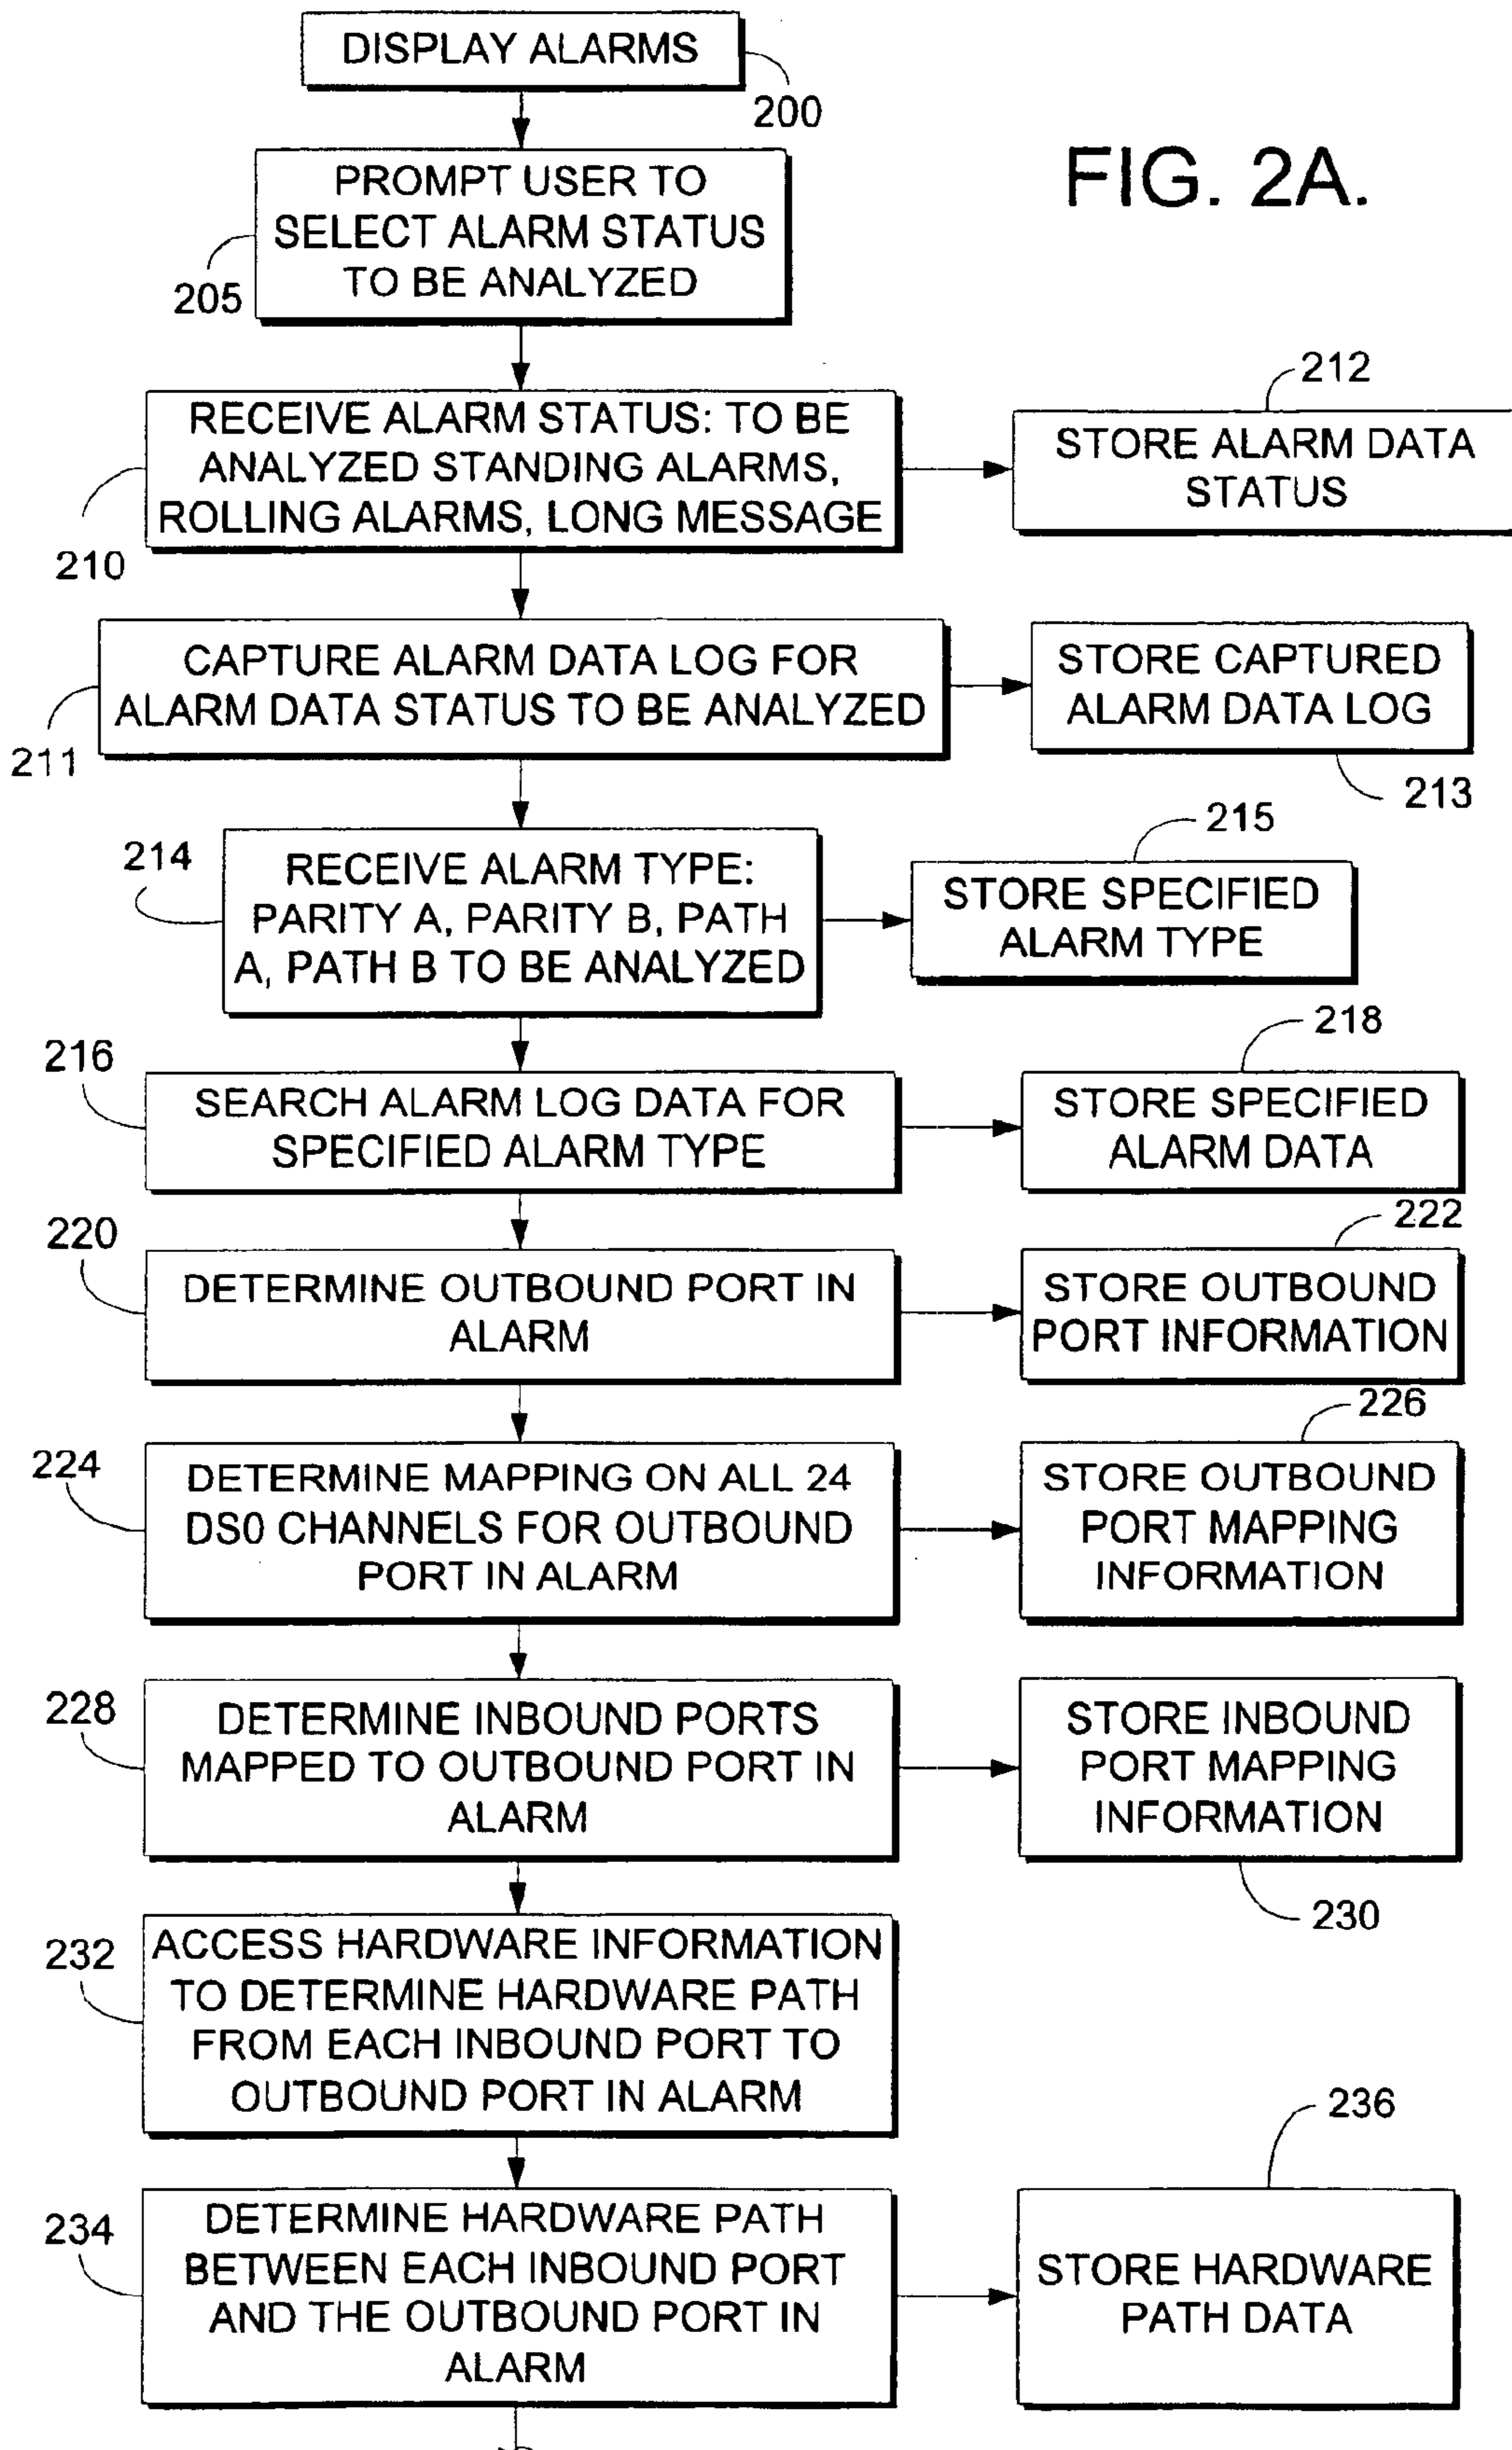 DISPLAY ALARMS
200
FIG. 2A.
PROMPT USER TO
SELECT ALARM STATUS
TO BE ANALYZED
205
RECEIVE ALARM STATUS: TO BE
ANALYZED STANDING ALARMS,
ROLLING ALARMS, LONG MESSAGE
210
212
STORE ALARM DATA
STATUS
CAPTURE ALARM DATA LOG FOR
ALARM DATA STATUS TO BE ANALYZED
211
STORE CAPTURED
ALARM DATA LOG
213
214
RECEIVE ALARM TYPE:
PARITY A, PARITY B, PATH
A, PATH B TO BE ANALYZED
215
STORE SPECIFIED
ALARM TYPE
216
SEARCH ALARM LOG DATA FOR
SPECIFIED ALARM TYPE
218
STORE SPECIFIED
ALARM DATA
220
DETERMINE OUTBOUND PORT IN
ALARM
222
STORE OUTBOUND
PORT INFORMATION
224
DETERMINE MAPPING ON ALL 24
DS0 CHANNELS FOR OUTBOUND
PORT IN ALARM
226
STORE OUTBOUND
PORT MAPPING
INFORMATION
228
DETERMINE INBOUND PORTS
MAPPED TO OUTBOUND PORT IN
ALARM
STORE INBOUND
PORT MAPPING
INFORMATION
230
232
ACCESS HARDWARE INFORMATION
TO DETERMINE HARDWARE PATH
FROM EACH INBOUND PORT TO
OUTBOUND PORT IN ALARM
234
DETERMINE HARDWARE PATH
BETWEEN EACH INBOUND PORT
AND THE OUTBOUND PORT IN
ALARM
236
STORE HARDWARE
PATH DATA